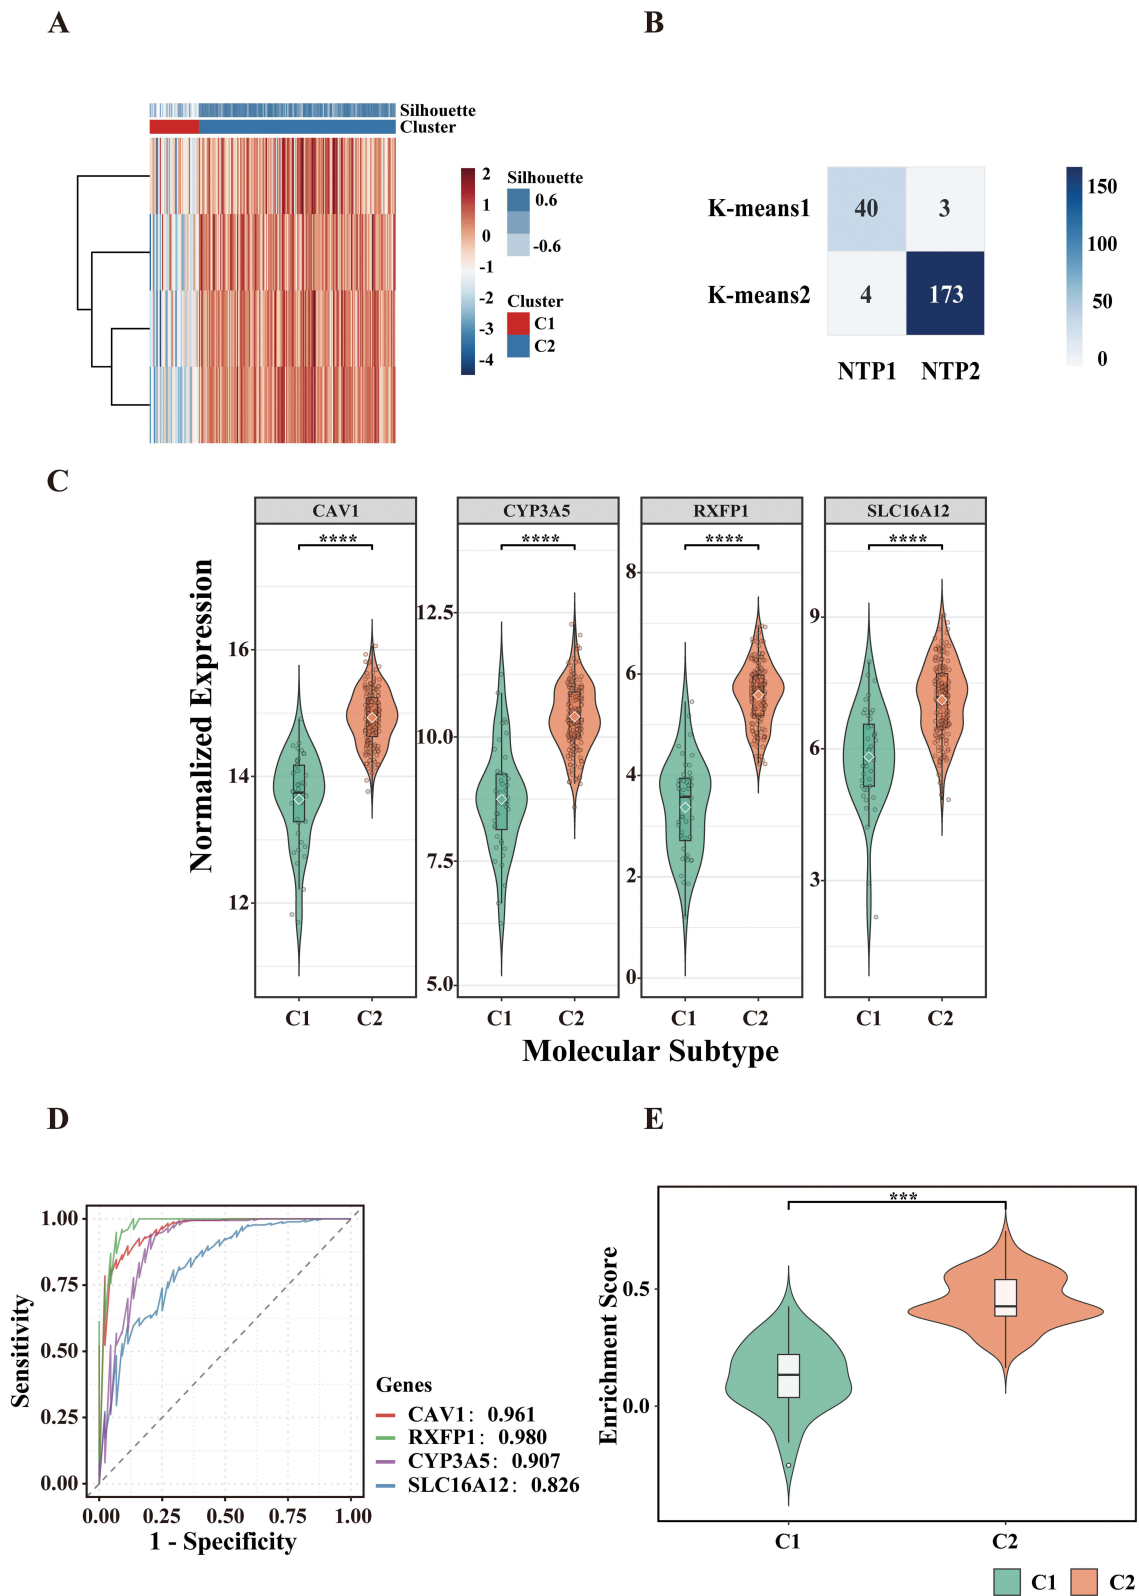 A
Silhouette
Cluster
2
1
0
-1
-2
-3
-4
Silhouette
0.6
-0.6
Cluster
C1
C2
B
K-means1
K-means2
40
3
4
173
NTP1
NTP2
150
100
50
0
C
Normalized Expression
CAV1
CYP3A5
RXFP1
SLC16A12
****
****
****
****
16
14
12
12.5
10.0
7.5
5.0
8
6
4
2
0
9
6
3
C1
C2
C1
C2
C1
C2
C1
C2
Molecular Subtype
D
Sensitivity
1.00
0.75
0.50
0.25
0.00
0.00
0.25
0.50
0.75
1.00
1 - Specificity
Genes
CAV1: 0.961
RXFP1: 0.980
CYP3A5: 0.907
SLC16A12: 0.826
E
Enrichment Score
***
0.5
0.0
C1
C2
C1
C2